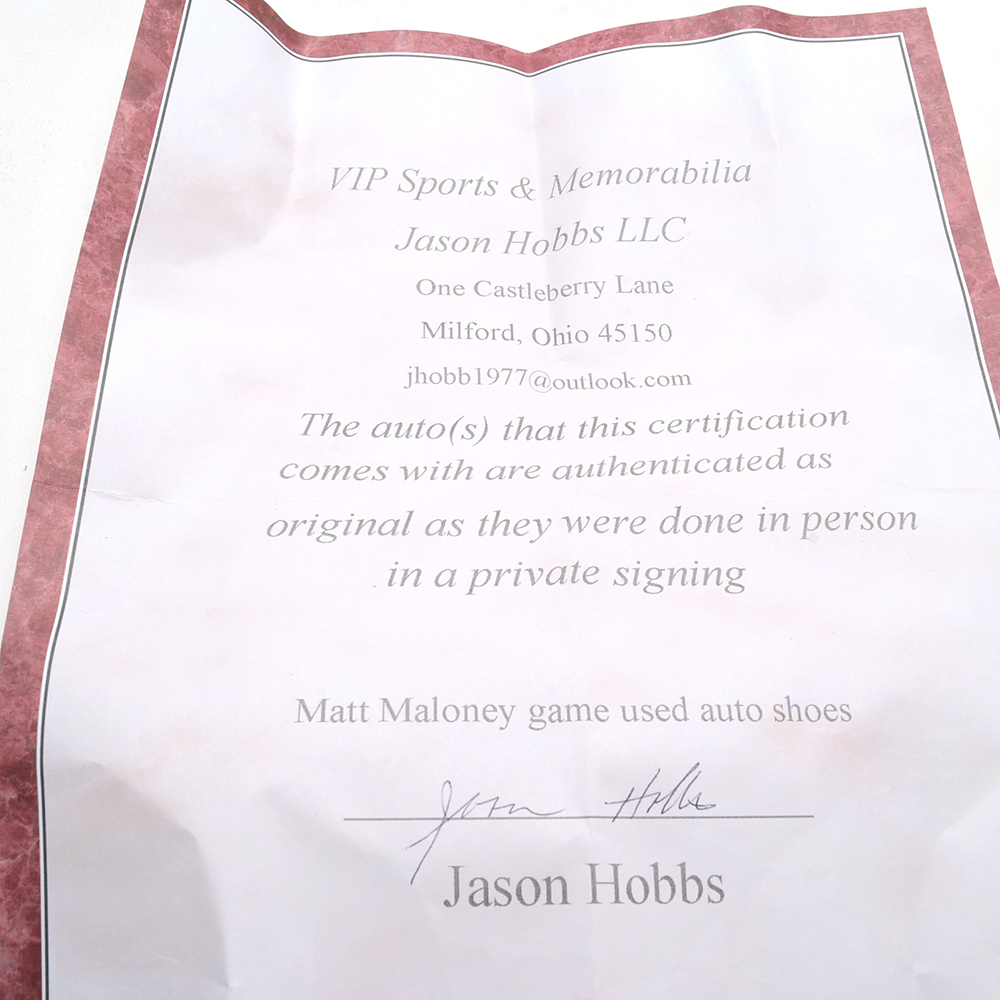 VIP Sports & Memorabilia
Jason Hobbs LLC
One Castleberry Lane
Milford, Ohio 45150
jhobb1977@outlook.com
The auto(s) that this certification
comes with are authenticated as
original as they were done in person
in a private signing
Matt Maloney game used auto shoes
Jason Hobbs
Jason Hobbs